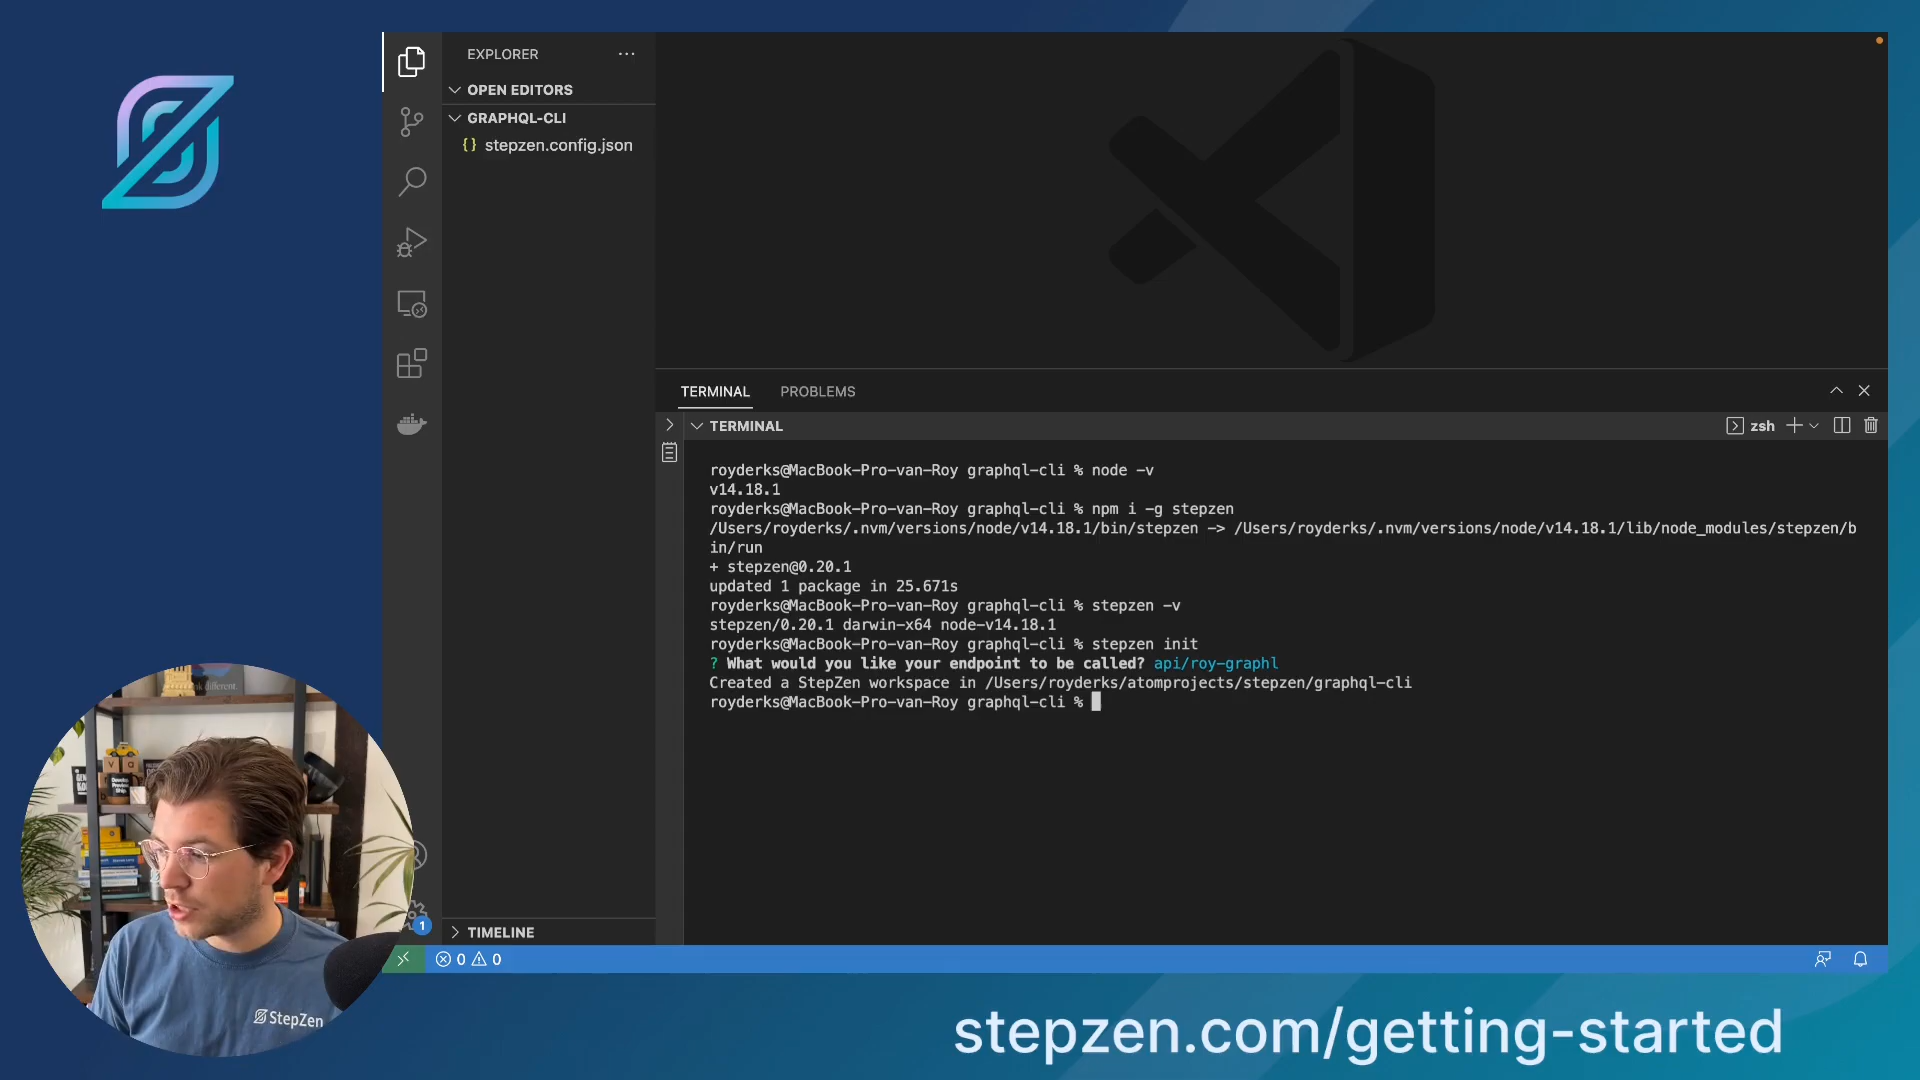 EXPLORER
OPEN EDITORS
GRAPHQL-CLI
{} stepzen.config.json
TIMELINE
TERMINAL PROBLEMS
TERMINAL
zsh
royderks@MacBook-Pro-van-Roy graphql-cli % node -v
v14.18.1
royderks@MacBook-Pro-van-Roy graphql-cli % npm i -g stepzen
/Users/royderks/.nvm/versions/node/v14.18.1/bin/stepzen -> /Users/royderks/.nvm/versions/node/v14.18.1/lib/node_modules/stepzen/b
in/run
+ stepzen@0.20.1
updated 1 package in 25.671s
royderks@MacBook-Pro-van-Roy graphql-cli % stepzen -v
stepzen/0.20.1 darwin-x64 node-v14.18.1
royderks@MacBook-Pro-van-Roy graphql-cli % stepzen init
? What would you like your endpoint to be called? api/roy-graphl
Created a StepZen workspace in /Users/royderks/atomprojects/stepzen/graphql-cli
royderks@MacBook-Pro-van-Roy graphql-cli %
1
0 0
StepZen
stepzen.com/getting-started